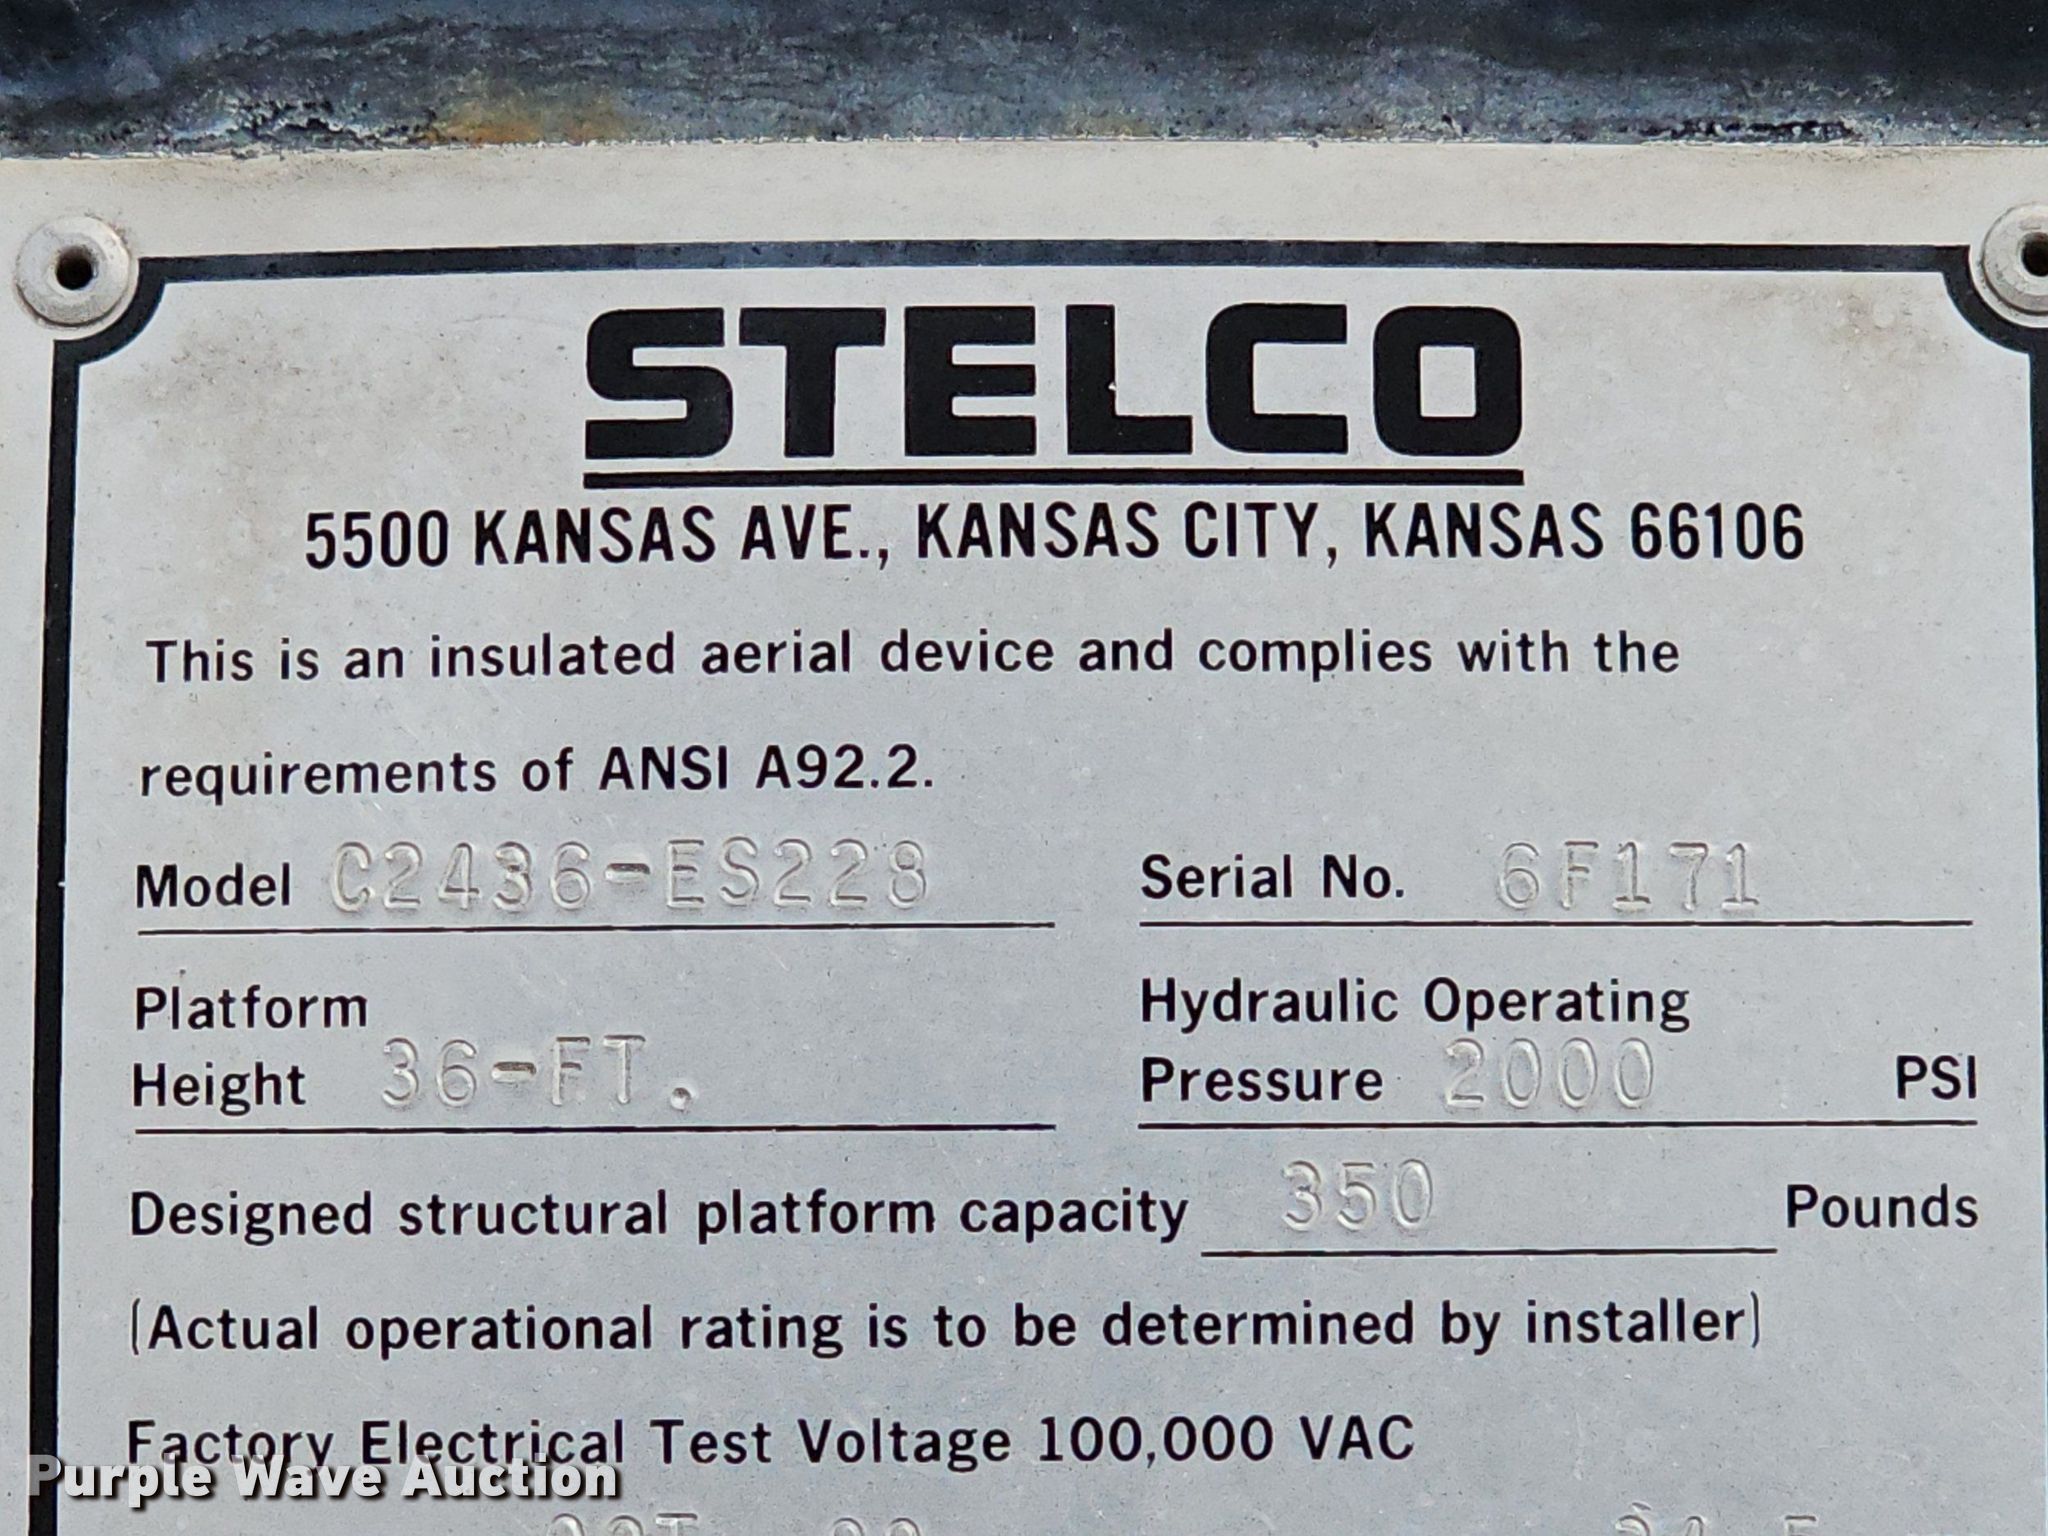 STELCO
5500 KANSAS AVE., KANSAS CITY, KANSAS 66106
This is an insulated aerial device and complies with the
requirements of ANSI A92.2.
Model C2436-ES228 Serial No. 6F171
Platform Height 36-FT. Hydraulic Operating Pressure 2000 PSI
Designed structural platform capacity 350 Pounds
(Actual operational rating is to be determined by installer)
Factory Electrical Test Voltage 100,000 VAC
Purple Wave Auction